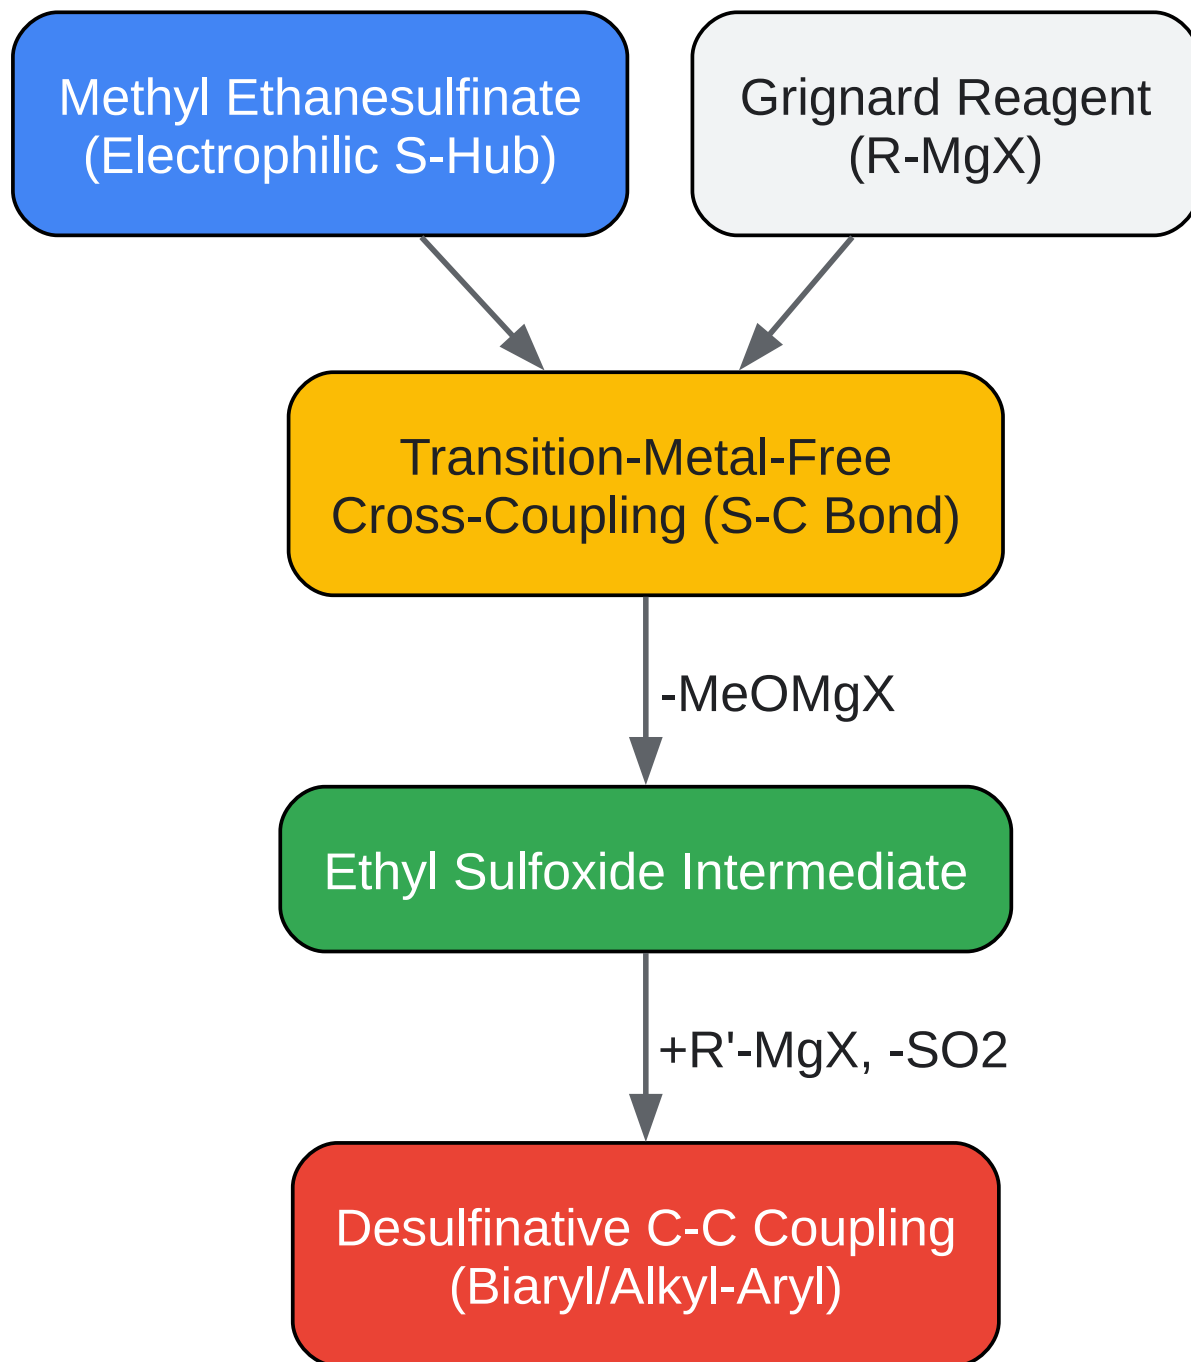 Methyl Ethanesulfinate
(Electrophilic S-Hub)
Grignard Reagent
(R-MgX)
Transition-Metal-Free
Cross-Coupling (S-C Bond)
-MeOMgX
Ethyl Sulfoxide Intermediate
+R'-MgX, -SO2
Desulfinative C-C Coupling
(Biaryl/Alkyl-Aryl)